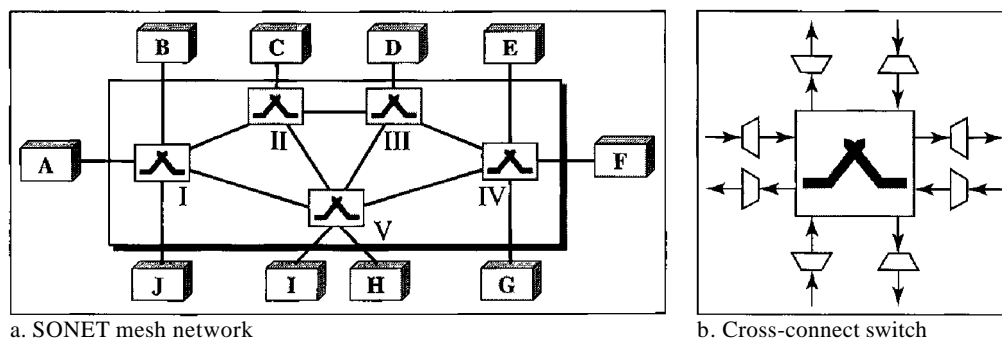 B C D E
A II III F
I IV
V
J I H G
a. SONET mesh network
b. Cross-connect switch